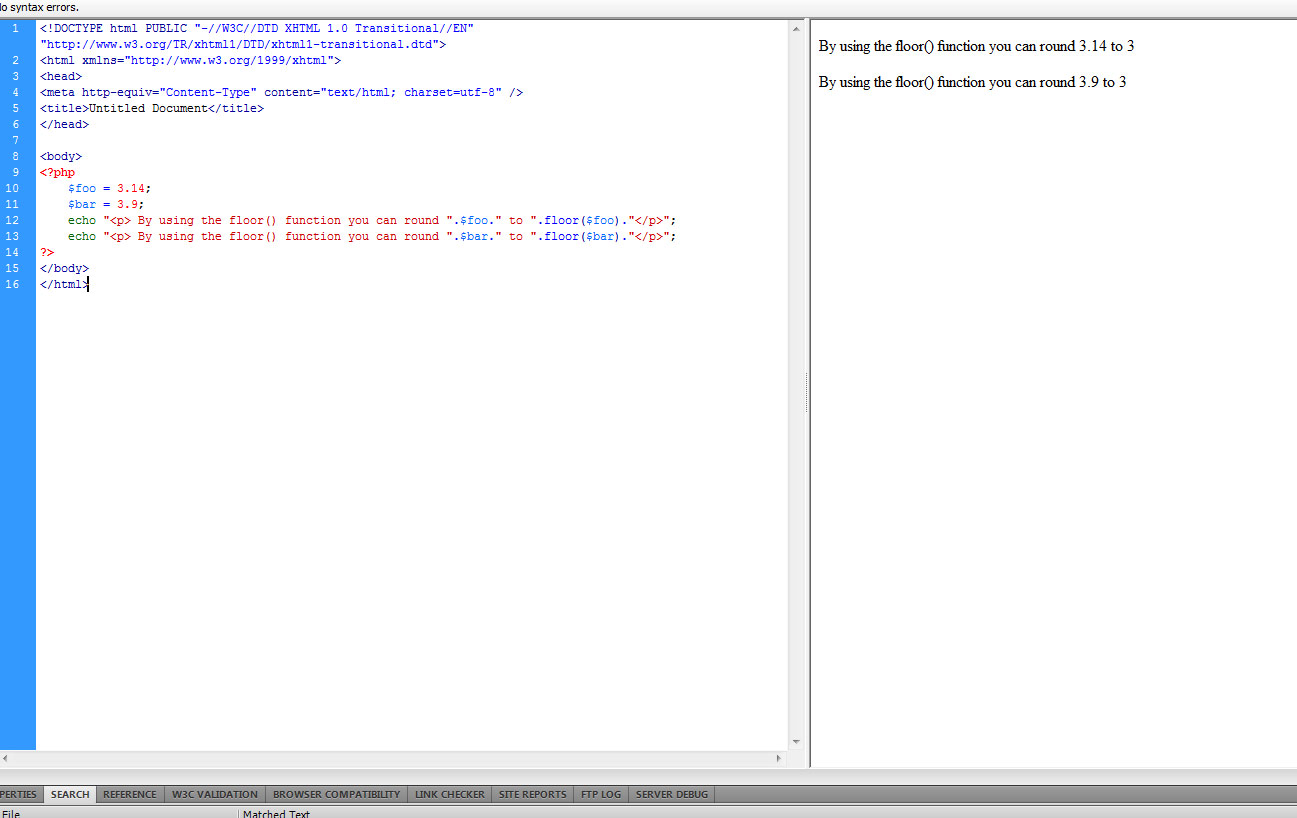 o syntax errors.
1 <!DOCTYPE html PUBLIC "-//W3C//DTD XHTML 1.0 Transitional//EN"
"http://www.w3.org/TR/xhtml1/DTD/xhtml1-transitional.dtd">
2 <html xmlns="http://www.w3.org/1999/xhtml">
3 <head>
4 <meta http-equiv="Content-Type" content="text/html; charset=utf-8" />
5 <title>Untitled Document</title>
6 </head>
7
8 <body>
9 <?php
10 $foo = 3.14;
11 $bar = 3.9;
12 echo "<p> By using the floor() function you can round ".$foo." to ".floor($foo)."</p>";
13 echo "<p> By using the floor() function you can round ".$bar." to ".floor($bar)."</p>";
14 ?>
15 </body>
16 </html>
By using the floor() function you can round 3.14 to 3
By using the floor() function you can round 3.9 to 3
PERTIES SEARCH REFERENCE W3C VALIDATION BROWSER COMPATIBILITY LINK CHECKER SITE REPORTS FTP LOG SERVER DEBUG
File Matched Text